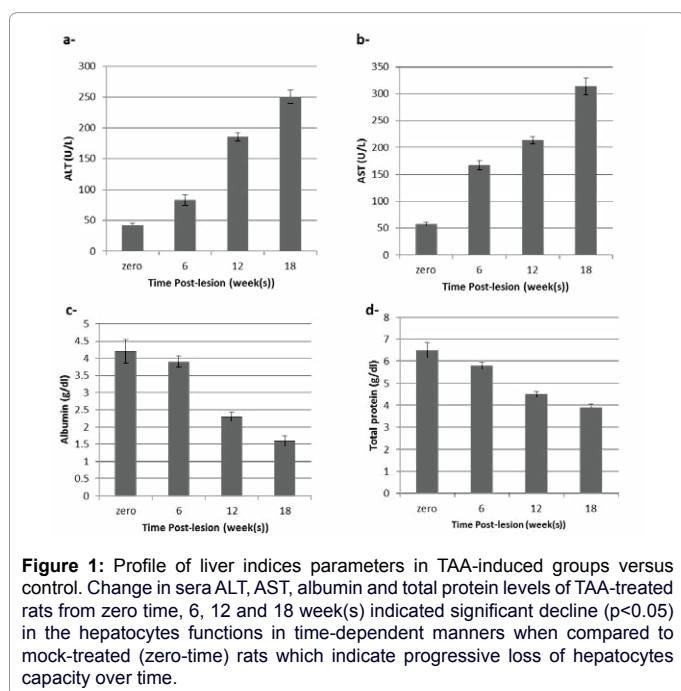 a-
300
250
200
150
100
50
0
ALT (U/L)
zero 6 12 18
Time Post-lesion (week(s))
b-
350
300
250
200
150
100
50
0
AST (U/L)
zero 6 12 18
Time Post-lesion (week(s))
c-
5
4.5
4
3.5
3
2.5
2
1.5
1
0.5
0
Albumin (g/dl)
zero 6 12 18
Time Post-lesion (week(s))
d-
8
7
6
5
4
3
2
1
0
Total protein (g/dl)
zero 6 12 18
Time Post-lesion (week(s))
Figure 1: Profile of liver indices parameters in TAA-induced groups versus
control. Change in sera ALT, AST, albumin and total protein levels of TAA-treated
rats from zero time, 6, 12 and 18 week(s) indicated significant decline (p<0.05)
in the hepatocytes functions in time-dependent manners when compared to
mock-treated (zero-time) rats which indicate progressive loss of hepatocytes
capacity over time.